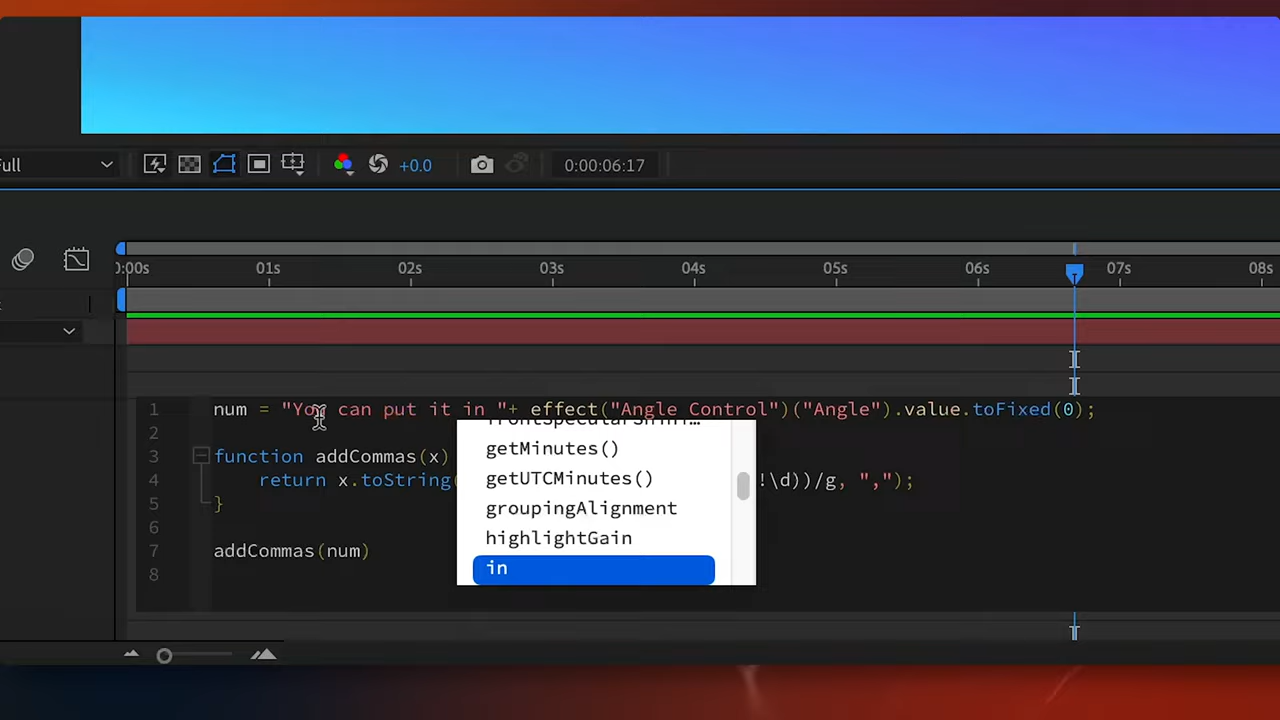 Full
+0.0
0:00:06:17
0:00s 01s 02s 03s 04s 05s 06s 07s 08s
1 num = "You can put it in "+ effect("Angle Control")("Angle").value.toFixed(0);
2
getMinutes()
3 function addCommas(x)
getUTCMinutes()
4 return x.toString( !\d))/g, ",");
5 }
groupingAlignment
6
highlightGain
7 addCommas(num)
in
8